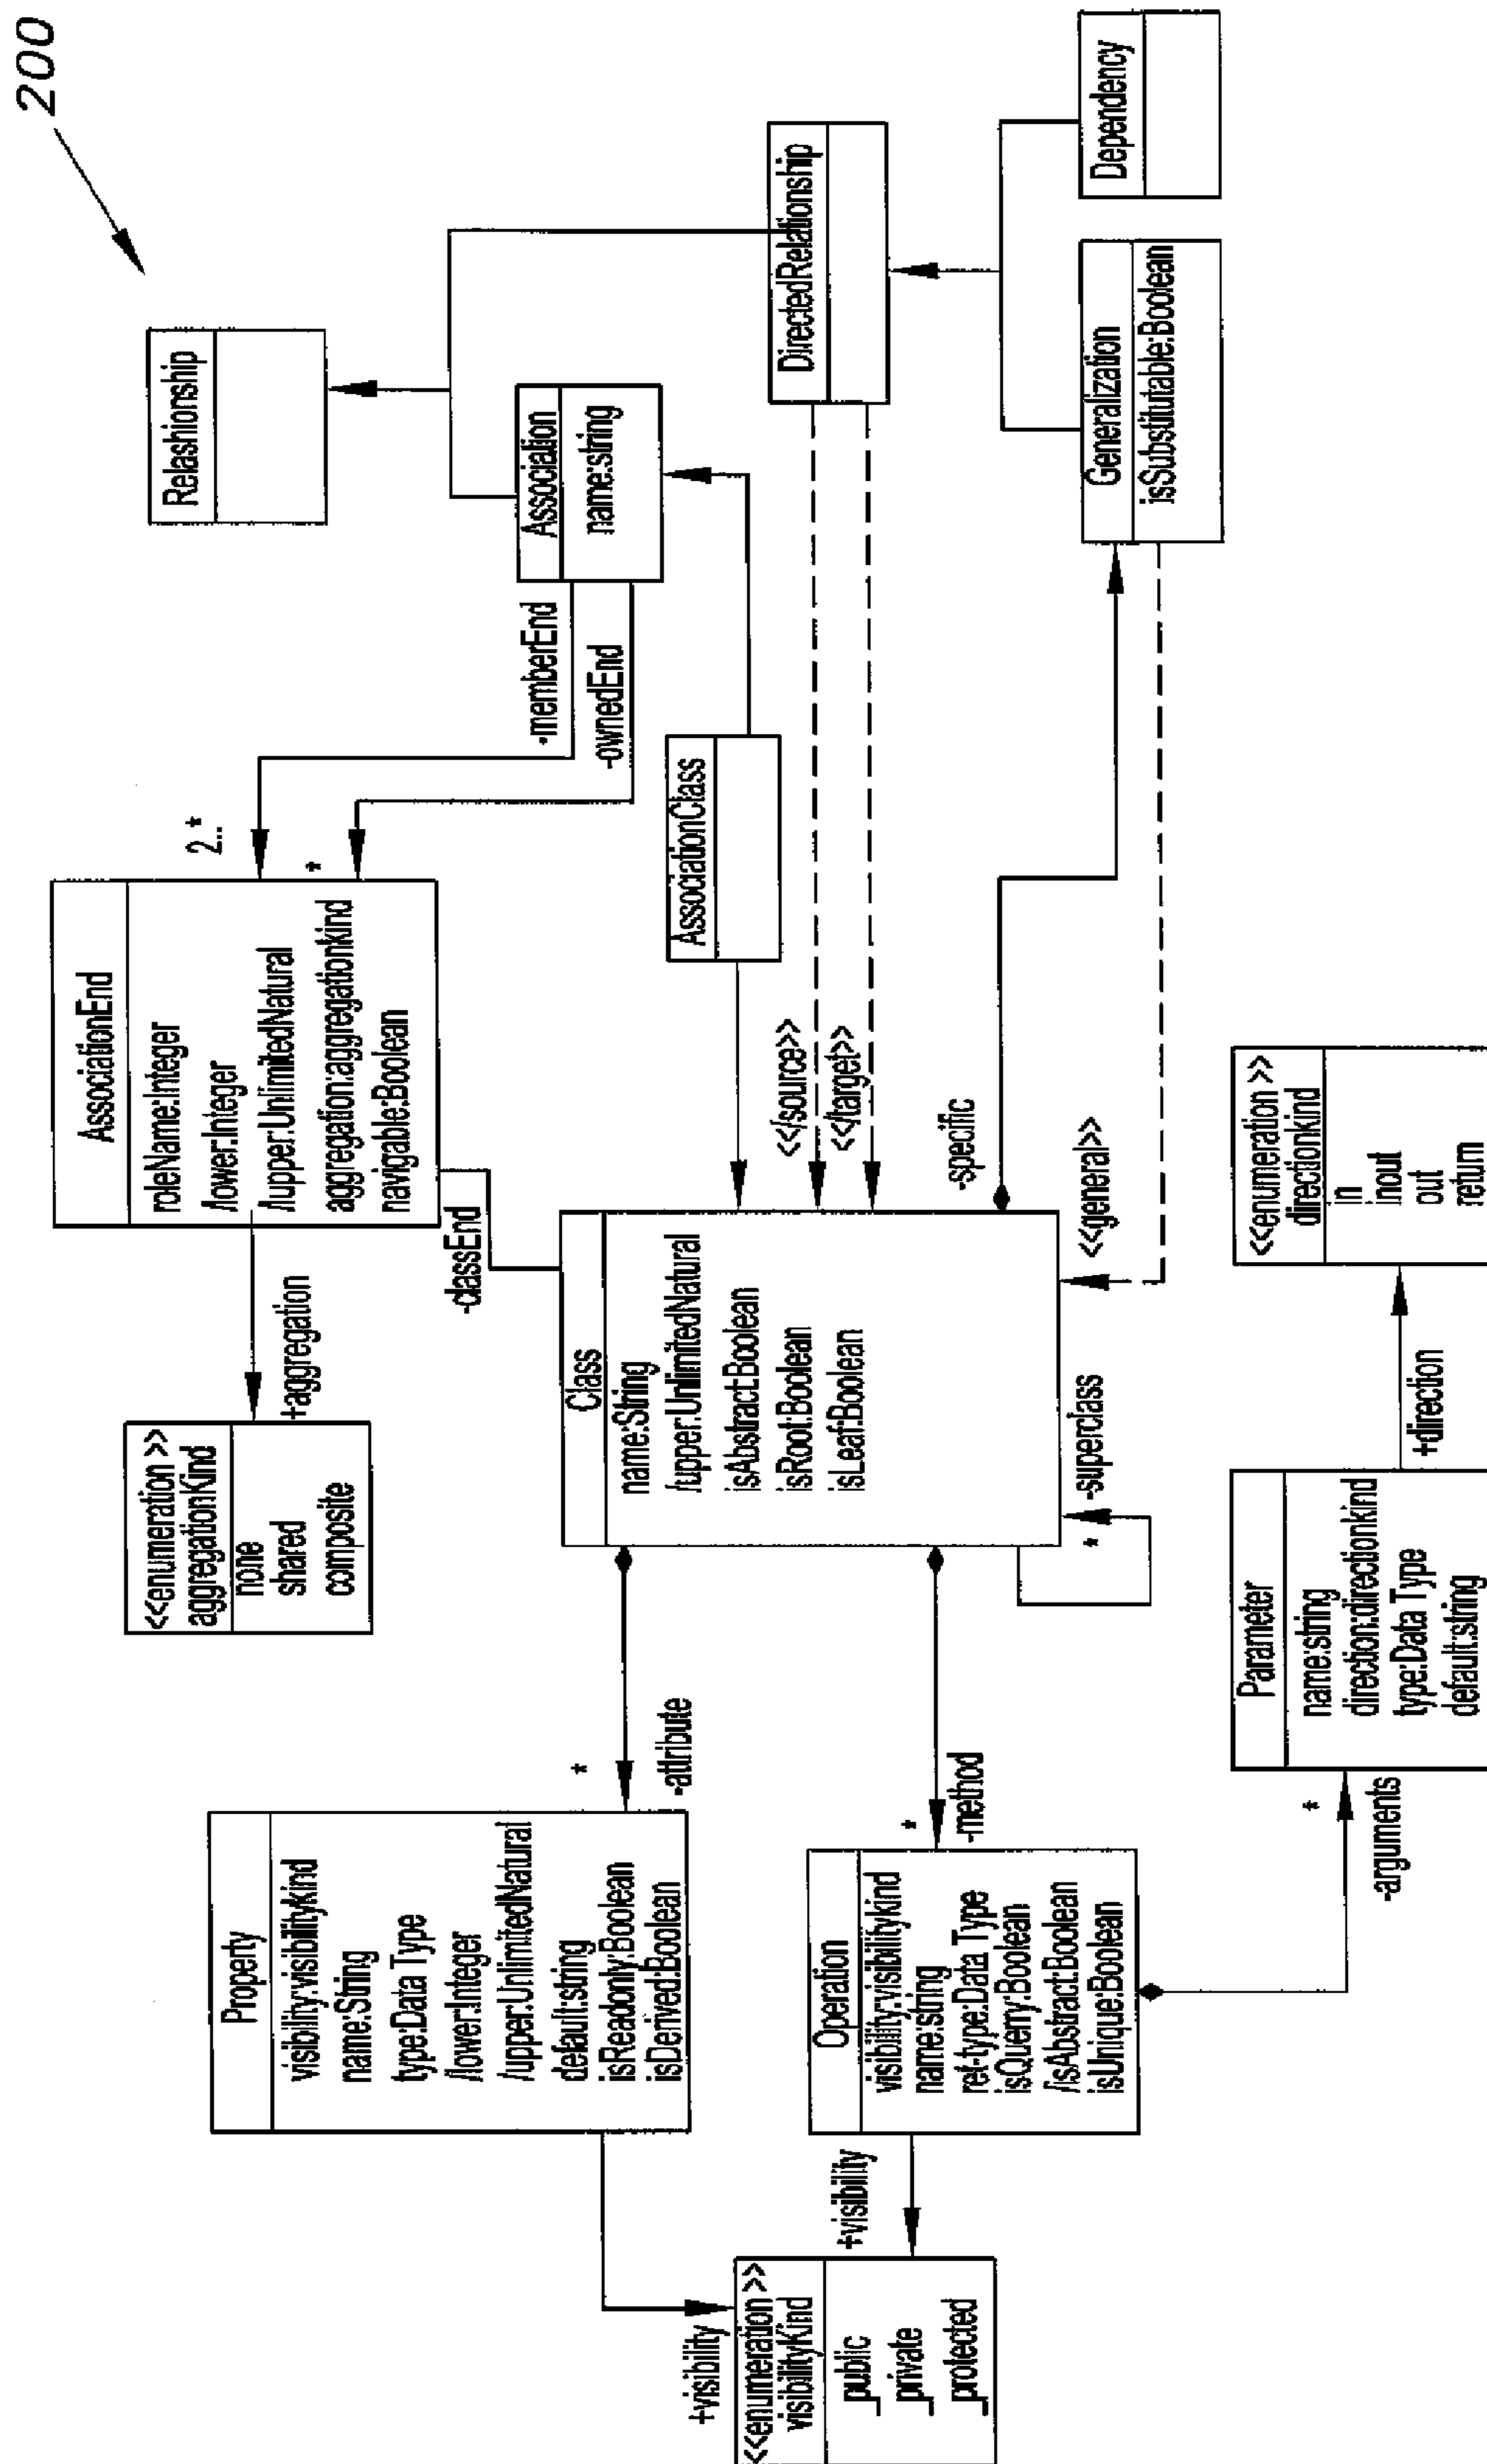 200
Relashionship
Association
name:string
DirectedRelationship
Dependency
Generalization
isSubstitutable:Boolean
-memberEnd
-ownedEnd
2..*
*
AssociationEnd
roleName:Integer
/lower:Integer
/upper:UnlimitedNatural
aggregation:aggregationkind
navigable:Boolean
AssociationClass
<</source>>
<</target>>
-specific
<<general>>
-classEnd
+aggregation
<<enumeration >>
aggregationKind
none
shared
composite
Class
name:String
/upper:UnlimitedNatural
isAbstract:Boolean
isRoot:Boolean
isLeaf:Boolean
*
-superclass
<<enumeration >>
directionkind
in
inout
out
return
+direction
Parameter
name:string
direction:directionkind
type:Data Type
default:string
*
-arguments
*
-attribute
Property
visibility:visibilitykind
name:String
type:Data Type
/lower:Integer
/upper:UnlimitedNatural
default:string
isReadonly:Boolean
isDerived:Boolean
*
-method
Operation
visibility:visibilitykind
name:string
ret-type:Data Type
isQuerry:Boolean
/isAbstract:Boolean
isUnique:Boolean
+visibility
+visibility
<<enumeration >>
visibilityKind
_public
_private
_protected